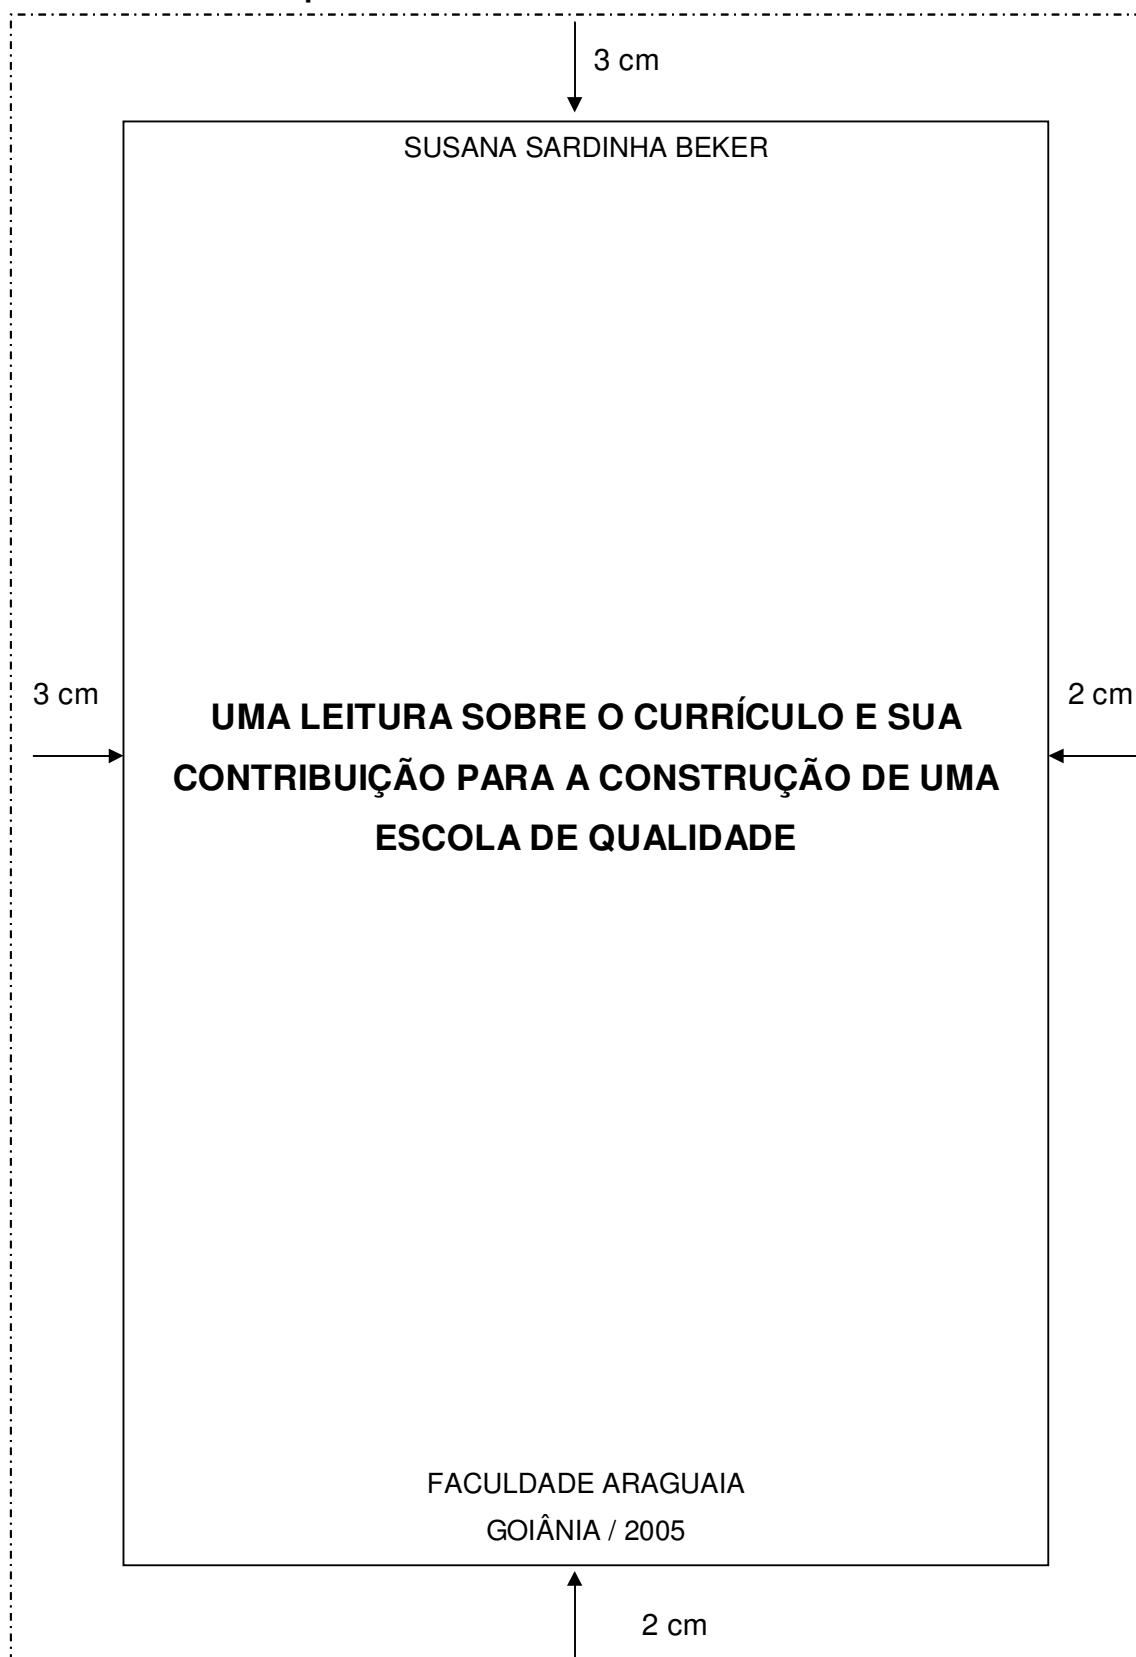 3 cm
SUSANA SARDINHA BEKER
3 cm
2 cm
UMA LEITURA SOBRE O CURRÍCULO E SUA
CONTRIBUIÇÃO PARA A CONSTRUÇÃO DE UMA
ESCOLA DE QUALIDADE
FACULDADE ARAGUAIA
GOIÂNIA / 2005
2 cm